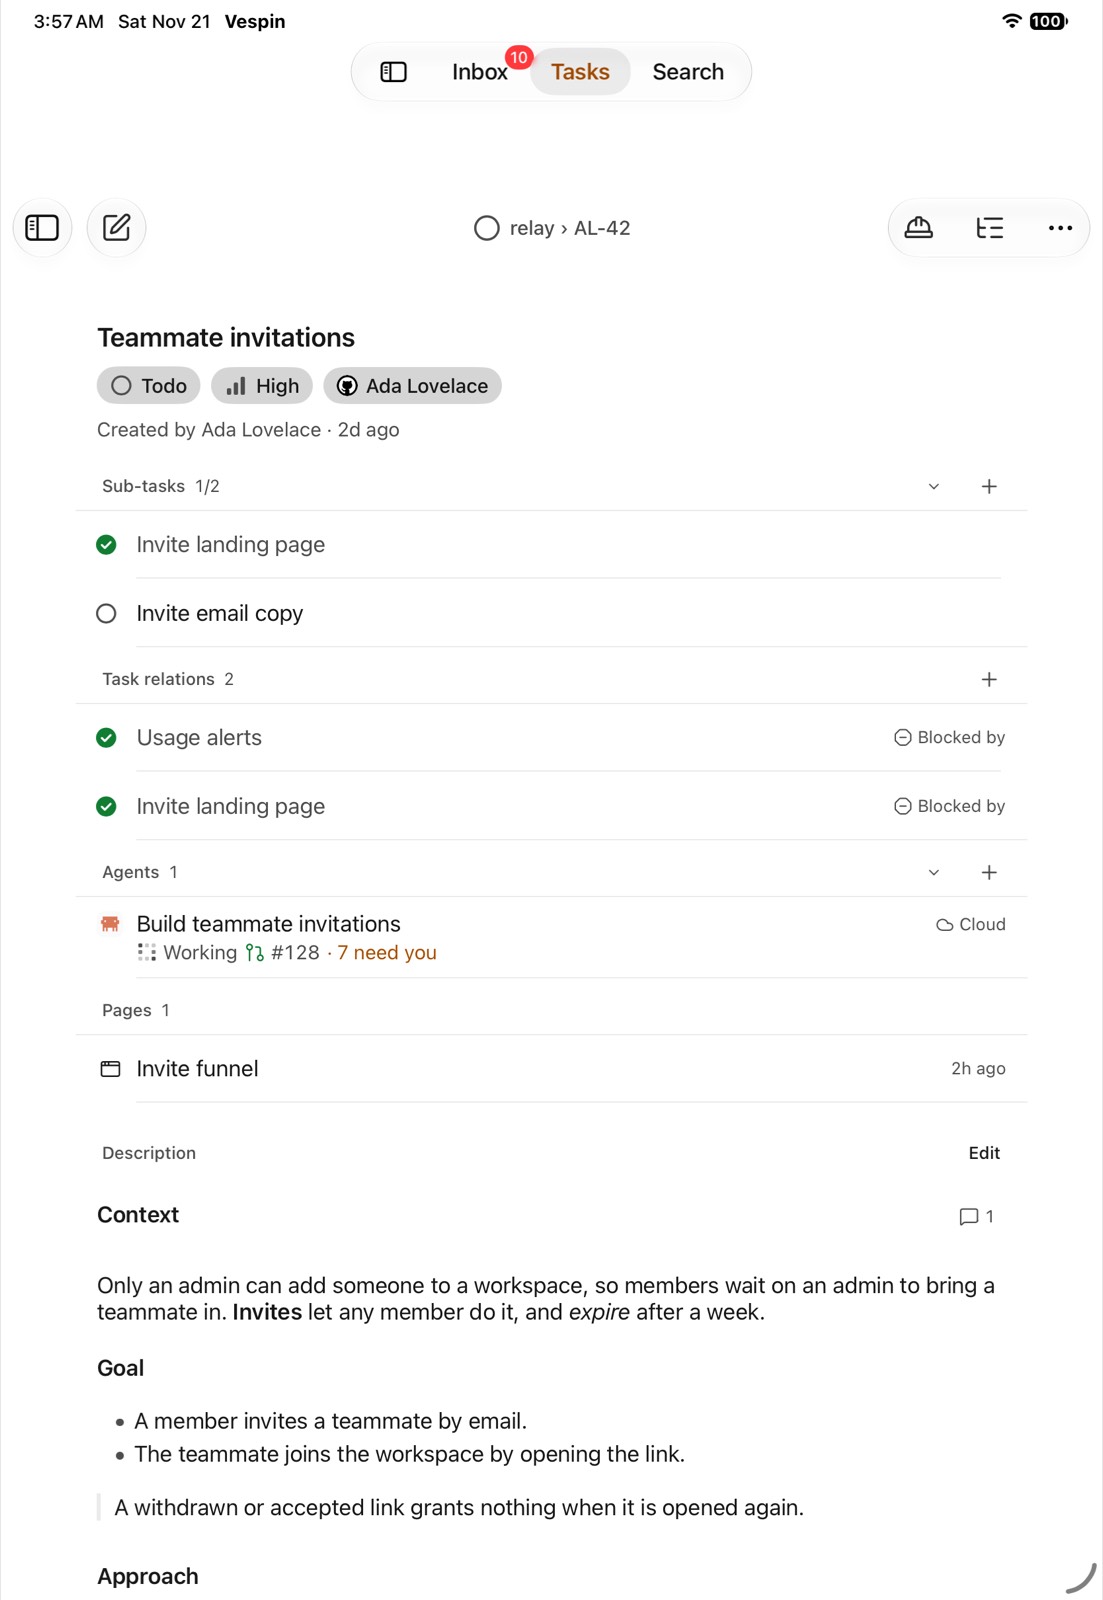 3:57 AM Sat Nov 21 Vespin
100
Inbox 10 Tasks Search
relay › AL-42
Teammate invitations
Todo High Ada Lovelace
Created by Ada Lovelace · 2d ago
Sub-tasks 1/2
Invite landing page
Invite email copy
Task relations 2
Usage alerts Blocked by
Invite landing page Blocked by
Agents 1
Build teammate invitations Cloud
Working #128 · 7 need you
Pages 1
Invite funnel 2h ago
Description Edit
Context 1
Only an admin can add someone to a workspace, so members wait on an admin to bring a
teammate in. Invites let any member do it, and expire after a week.
Goal
• A member invites a teammate by email.
• The teammate joins the workspace by opening the link.
A withdrawn or accepted link grants nothing when it is opened again.
Approach